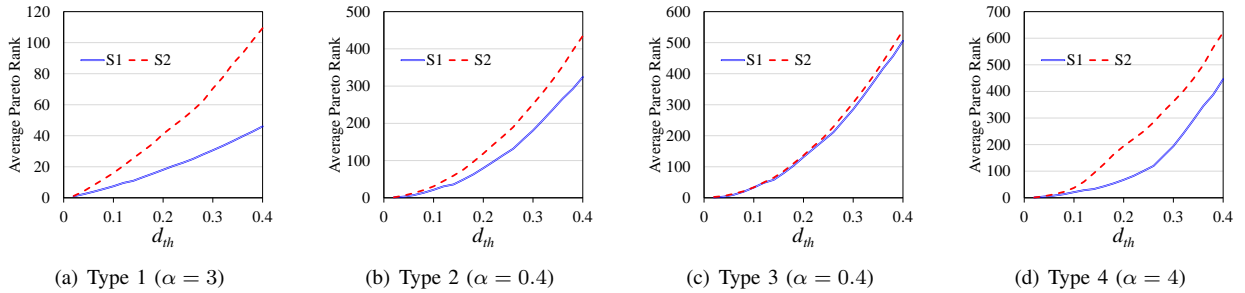 120
100
80
60
40
20
0
Average Pareto Rank
S1 S2
0 0.1 0.2 0.3 0.4
d_th
(a) Type 1 (α = 3)
500
400
300
200
100
0
Average Pareto Rank
S1 S2
0 0.1 0.2 0.3 0.4
d_th
(b) Type 2 (α = 0.4)
600
500
400
300
200
100
0
Average Pareto Rank
S1 S2
0 0.1 0.2 0.3 0.4
d_th
(c) Type 3 (α = 0.4)
700
600
500
400
300
200
100
0
Average Pareto Rank
S1 S2
0 0.1 0.2 0.3 0.4
d_th
(d) Type 4 (α = 4)